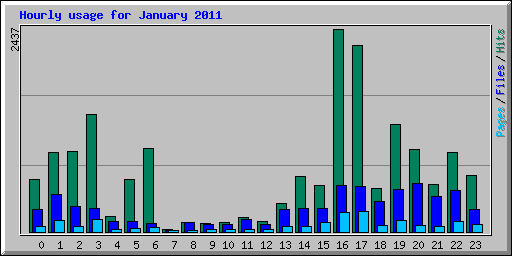 Hourly usage for January 2011
2437
Pages/Files/Hits
0 1 2 3 4 5 6 7 8 9 10 11 12 13 14 15 16 17 18 19 20 21 22 23